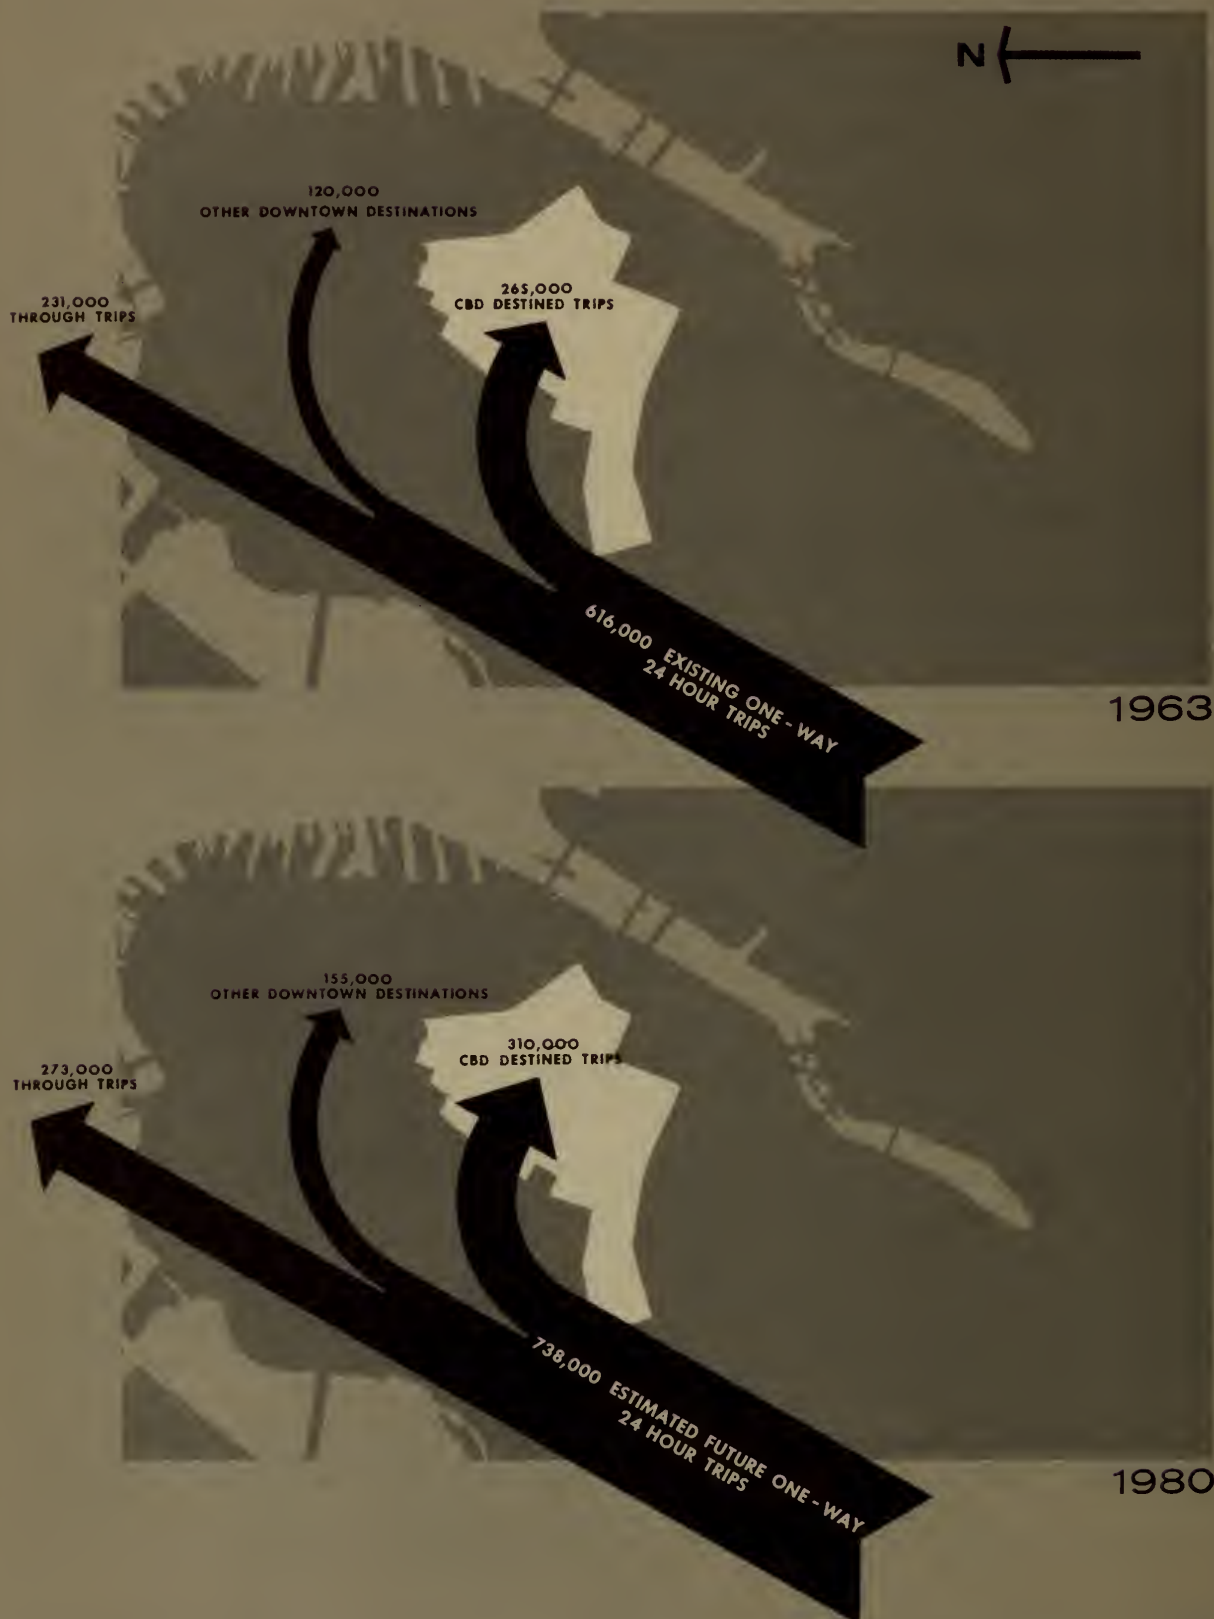 N
120,000
OTHER DOWNTOWN DESTINATIONS
231,000
THROUGH TRIPS
265,000
CBD DESTINED TRIPS
616,000 EXISTING ONE-WAY
24 HOUR TRIPS
1963
155,000
OTHER DOWNTOWN DESTINATIONS
273,000
THROUGH TRIPS
310,000
CBD DESTINED TRIPS
738,000 ESTIMATED FUTURE ONE-WAY
24 HOUR TRIPS
1980